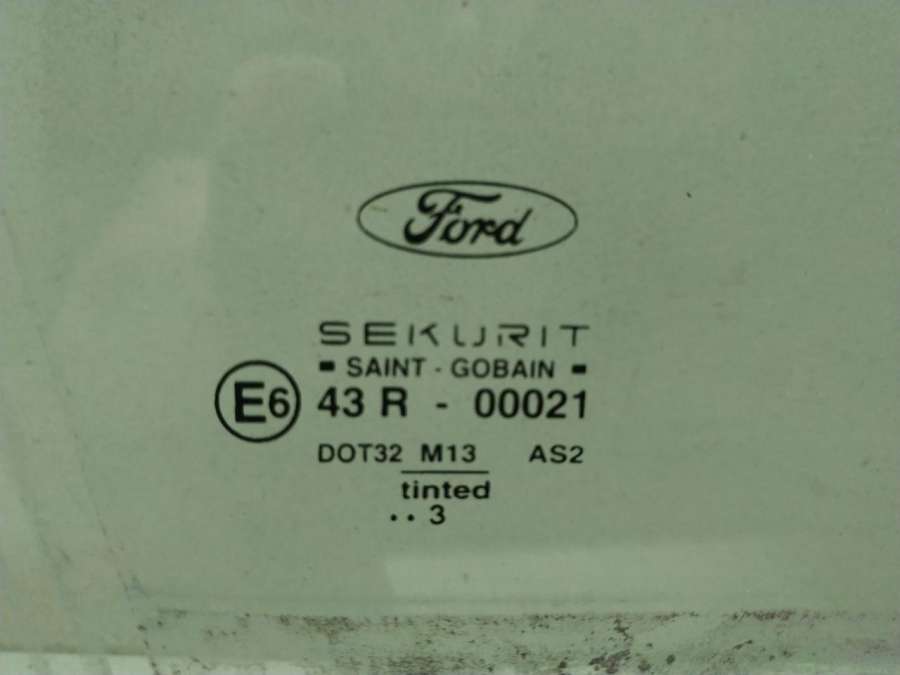 Ford
SEKURIT
SAINT - GOBAIN
E6 43 R - 00021
DOT32 M13 AS2
tinted
.. 3